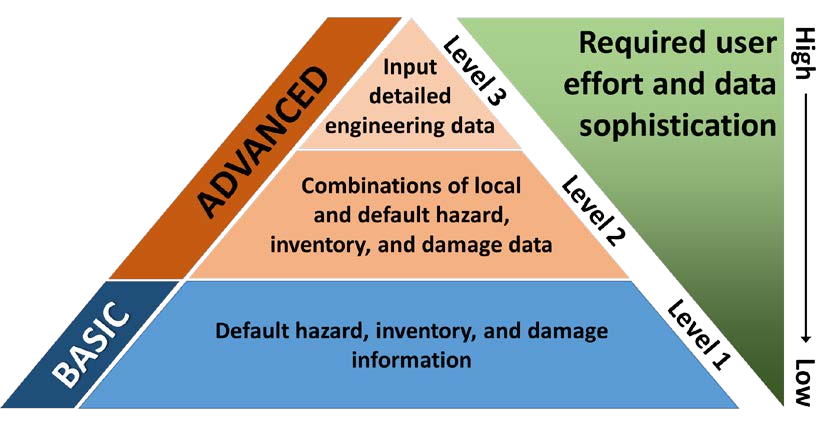 ADVANCED
BASIC
Input
detailed
engineering data
Level 3
Combinations of local
and default hazard,
inventory, and damage data
Level 2
Default hazard, inventory, and damage
information
Level 1
Required user
effort and data
sophistication
High
Low